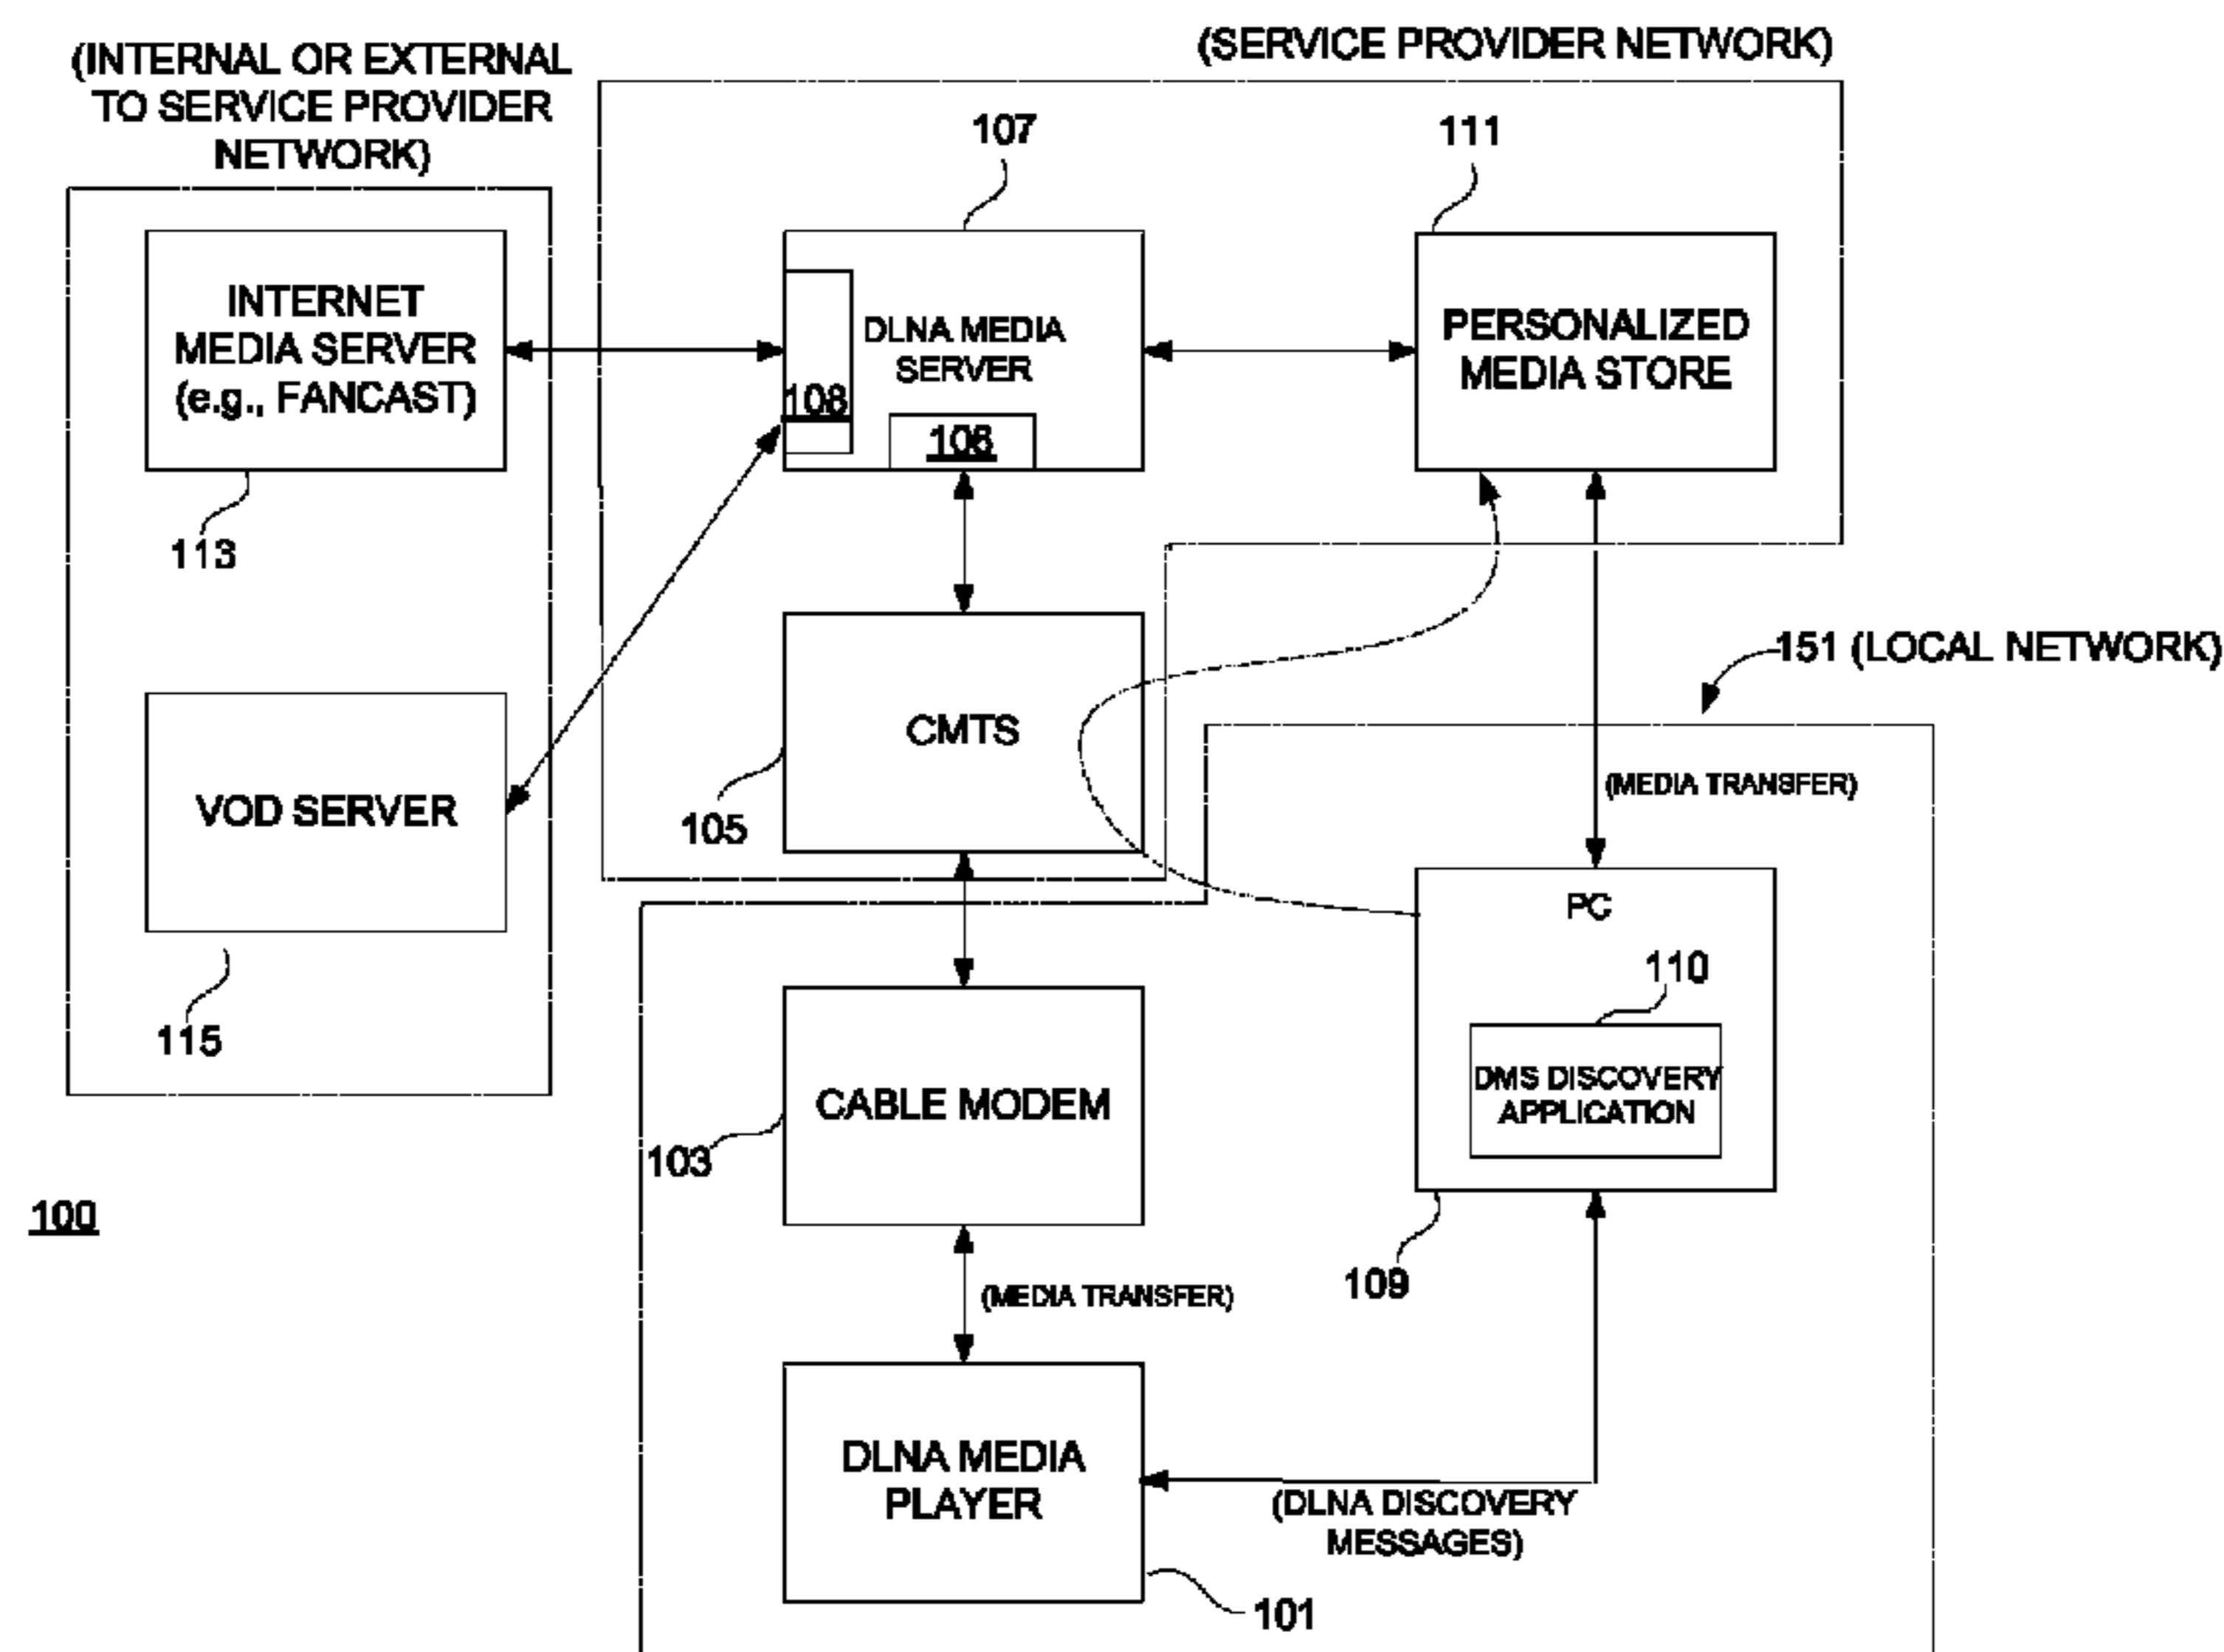 (INTERNAL OR EXTERNAL
TO SERVICE PROVIDER
NETWORK)
(SERVICE PROVIDER NETWORK)
107
111
INTERNET
MEDIA SERVER
(e.g., FANCAST)
DLNA MEDIA
SERVER
108
106
PERSONALIZED
MEDIA STORE
113
151 (LOCAL NETWORK)
CMTS
VOD SERVER
105
(MEDIA TRANSFER)
PC
110
115
DMS DISCOVERY
APPLICATION
CABLE MODEM
103
100
109
(MEDIA TRANSFER)
DLNA MEDIA
PLAYER
(DLNA DISCOVERY
MESSAGES)
101